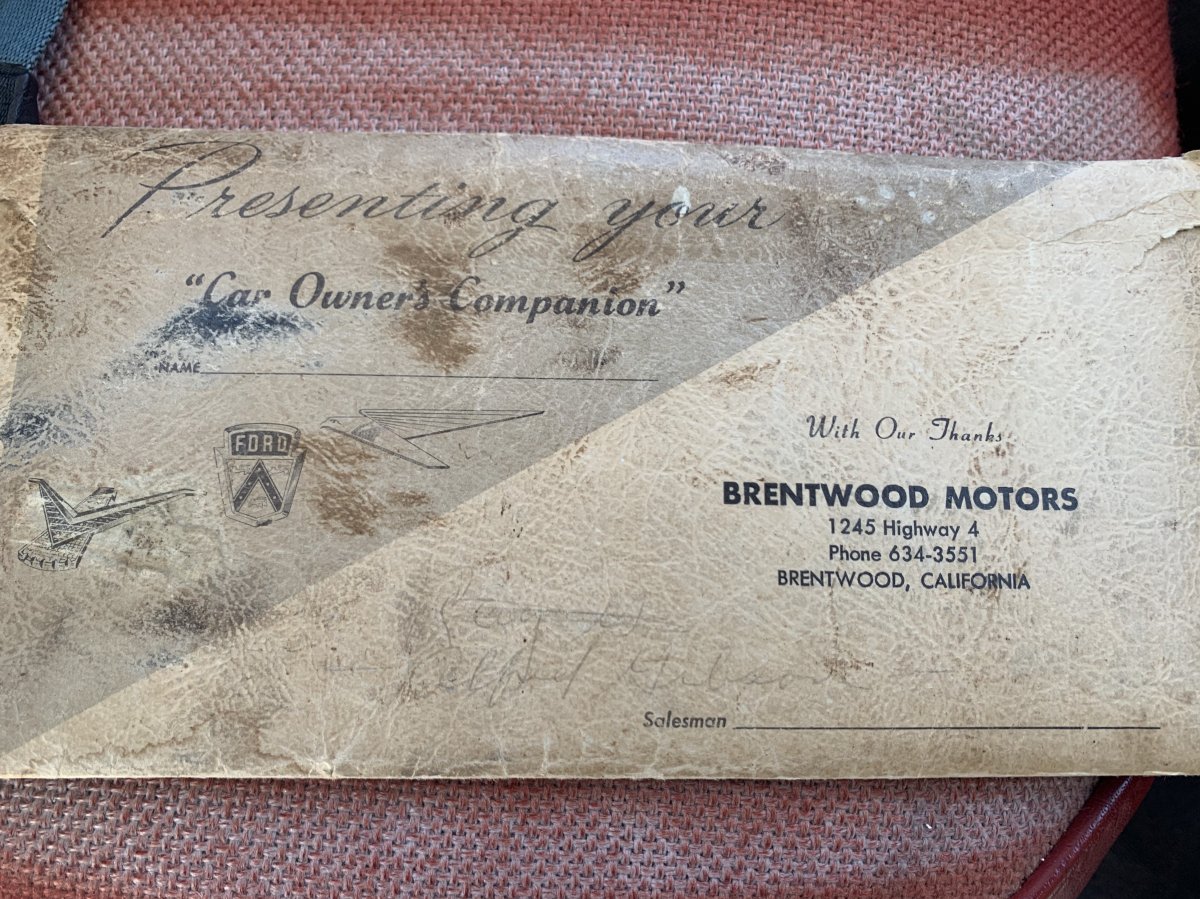 Presenting your
"Car Owner's Companion"
NAME
FORD
With Our Thanks
BRENTWOOD MOTORS
1245 Highway 4
Phone 634-3551
BRENTWOOD, CALIFORNIA
Salesman